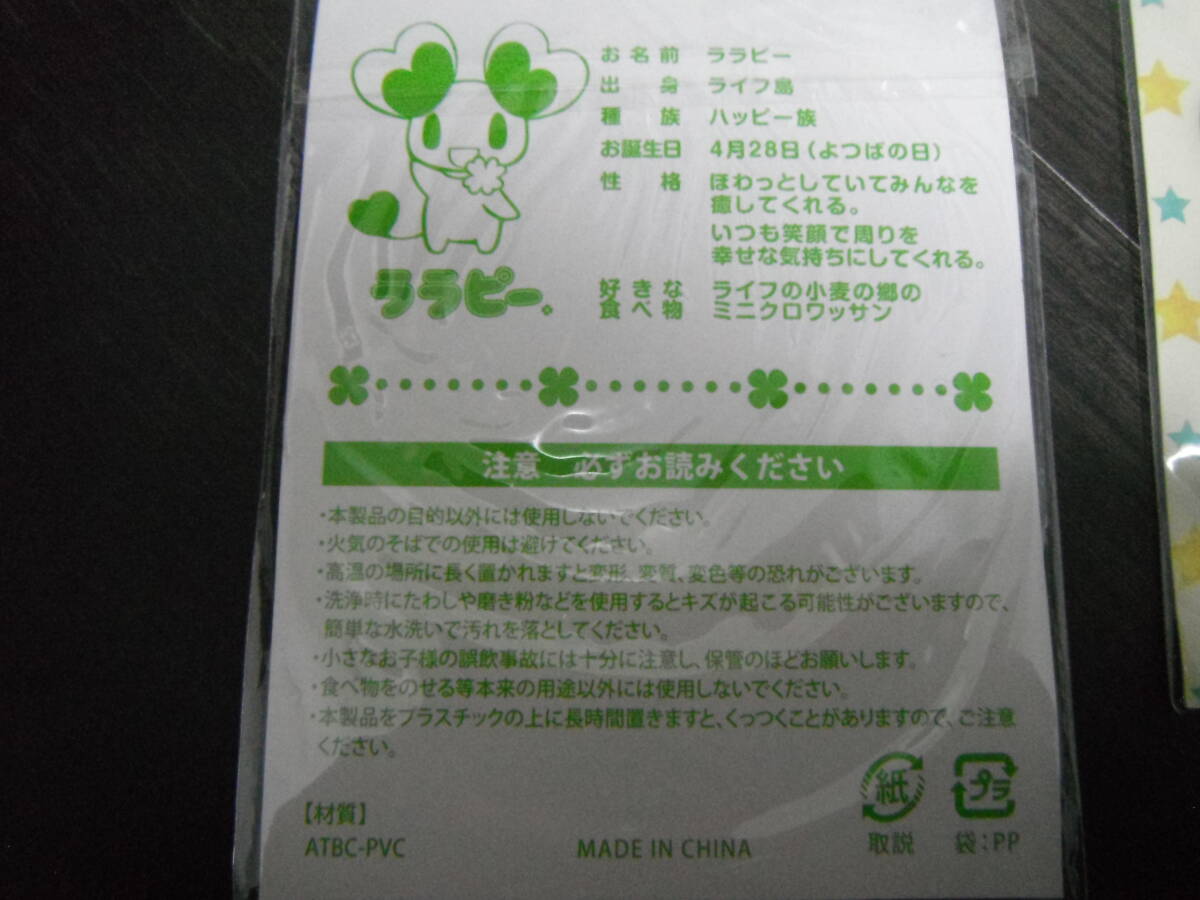 お名前 ララピー
出身 ライフ島
種族 ハッピー族
お誕生日 4月28日(よつばの日)
性格 ほわっとしていてみんなを
癒してくれる。
いつも笑顔で周りを
幸せな気持ちにしてくれる。
好きな ライフの小麦の郷の
食べ物 ミニクロワッサン
ララピー。
注意 必ずお読みください
・本製品の目的以外には使用しないでください。
・火気のそばでの使用は避けてください。
・高温の場所に長く置かれますと変形、変質、変色等の恐れがございます。
・洗浄時にたわしや磨き粉などを使用するとキズが起こる可能性がございますので、
簡単な水洗いで汚れを落としてください。
・小さなお子様の誤飲事故には十分に注意し、保管のほどお願いします。
・食べ物をのせる等本来の用途以外には使用しないでください。
・本製品をプラスチックの上に長時間置きますと、くっつくことがありますので、ご注意
ください。
【材質】
ATBC-PVC
MADE IN CHINA
紙
取説
プラ
袋:PP